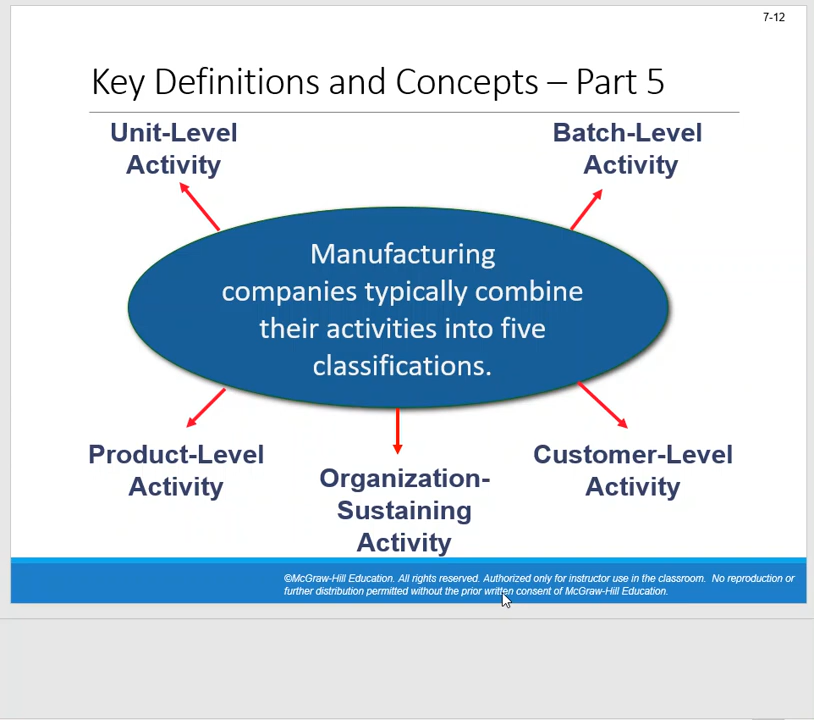 7-12
Key Definitions and Concepts – Part 5
Unit-Level
Activity
Batch-Level
Activity
Manufacturing
companies typically combine
their activities into five
classifications.
Product-Level
Activity
Organization-
Sustaining
Activity
Customer-Level
Activity
©McGraw-Hill Education. All rights reserved. Authorized only for instructor use in the classroom.  No reproduction or
further distribution permitted without the prior written consent of McGraw-Hill Education.